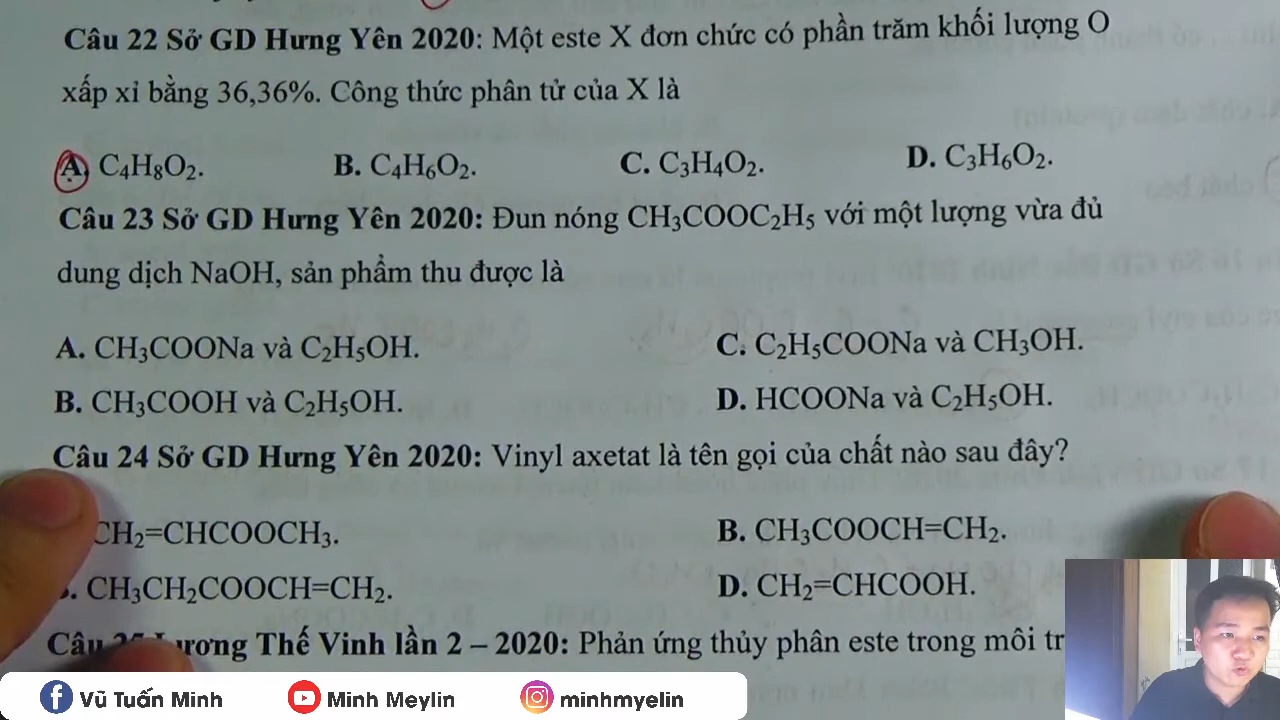 Câu 22 Sở GD Hưng Yên 2020: Một este X đơn chức có phần trăm khối lượng O
xấp xỉ bằng 36,36%. Công thức phân tử của X là
A. C₄H₈O₂. B. C₄H₆O₂. C. C₃H₄O₂. D. C₃H₆O₂.
Câu 23 Sở GD Hưng Yên 2020: Đun nóng CH₃COOC₂H₅ với một lượng vừa đủ
dung dịch NaOH, sản phẩm thu được là
A. CH₃COONa và C₂H₅OH. C. C₂H₅COONa và CH₃OH.
B. CH₃COOH và C₂H₅OH. D. HCOONa và C₂H₅OH.
Câu 24 Sở GD Hưng Yên 2020: Vinyl axetat là tên gọi của chất nào sau đây?
CH₂=CHCOOCH₃. B. CH₃COOCH=CH₂.
CH₃CH₂COOCH=CH₂. D. CH₂=CHCOOH.
Câu Thế Vinh lần 2 – 2020: Phản ứng thủy phân este trong môi
Vũ Tuấn Minh Minh Meylin minhmyelin